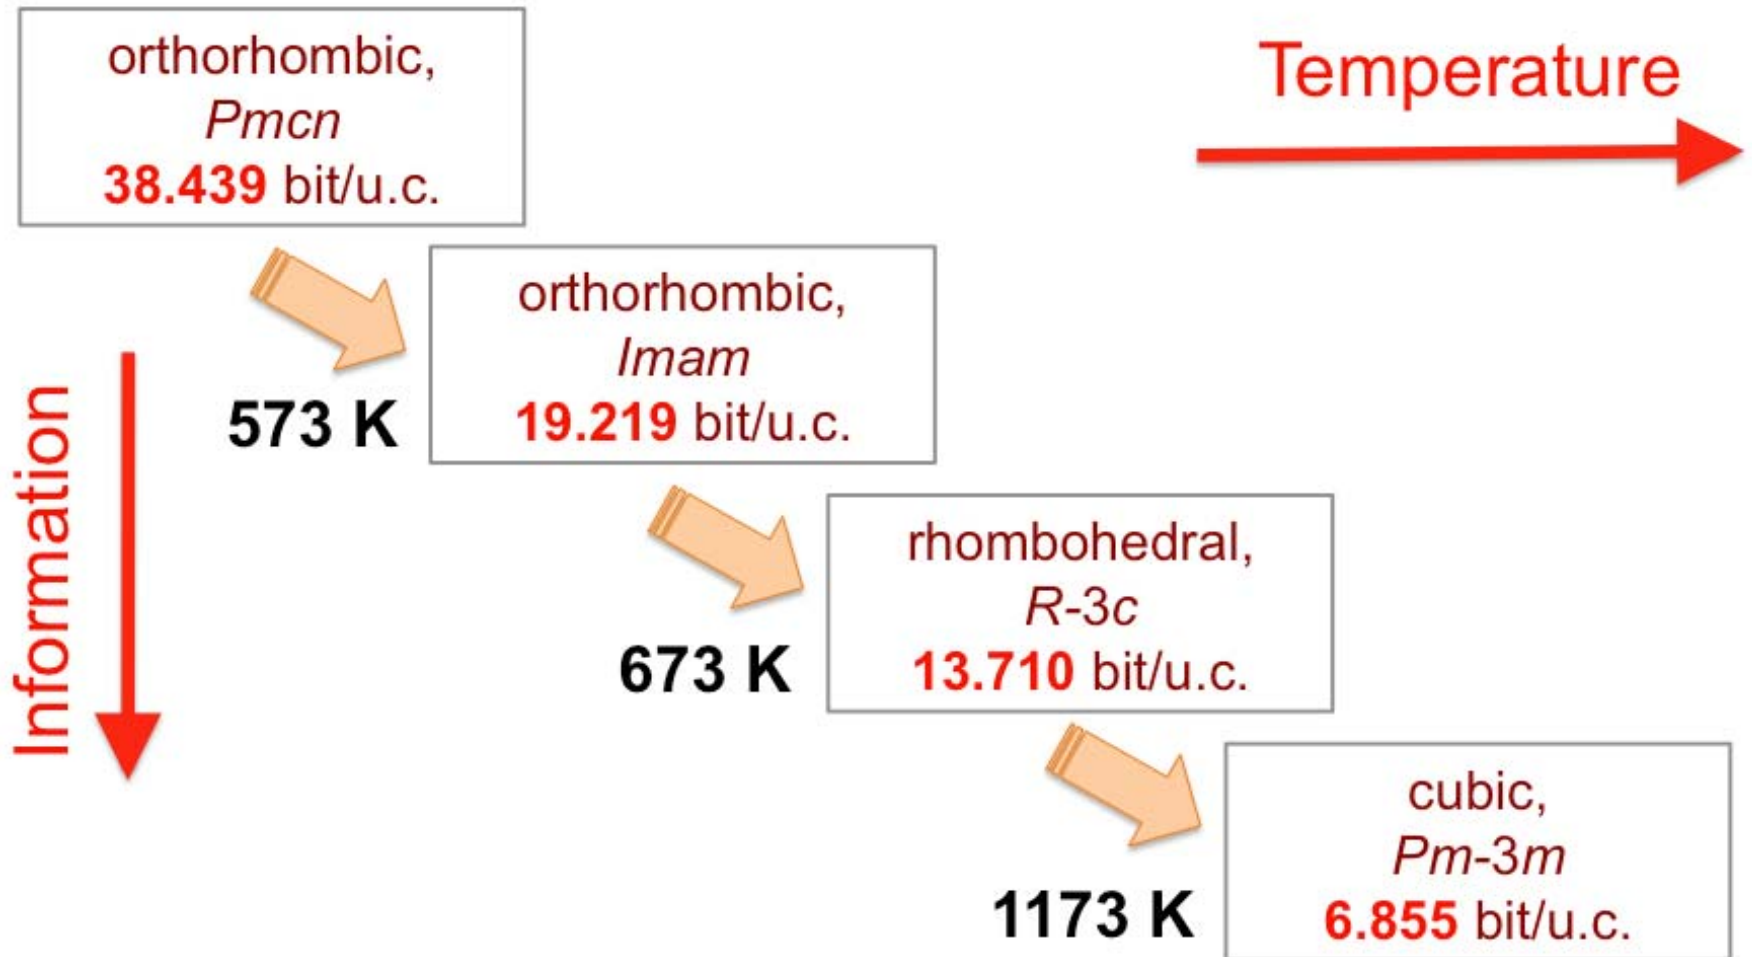 orthorhombic,
Pmcn
38.439 bit/u.c.
Temperature
orthorhombic,
Imam
19.219 bit/u.c.
573 K
Information
rhombohedral,
R-3c
13.710 bit/u.c.
673 K
cubic,
Pm-3m
6.855 bit/u.c.
1173 K